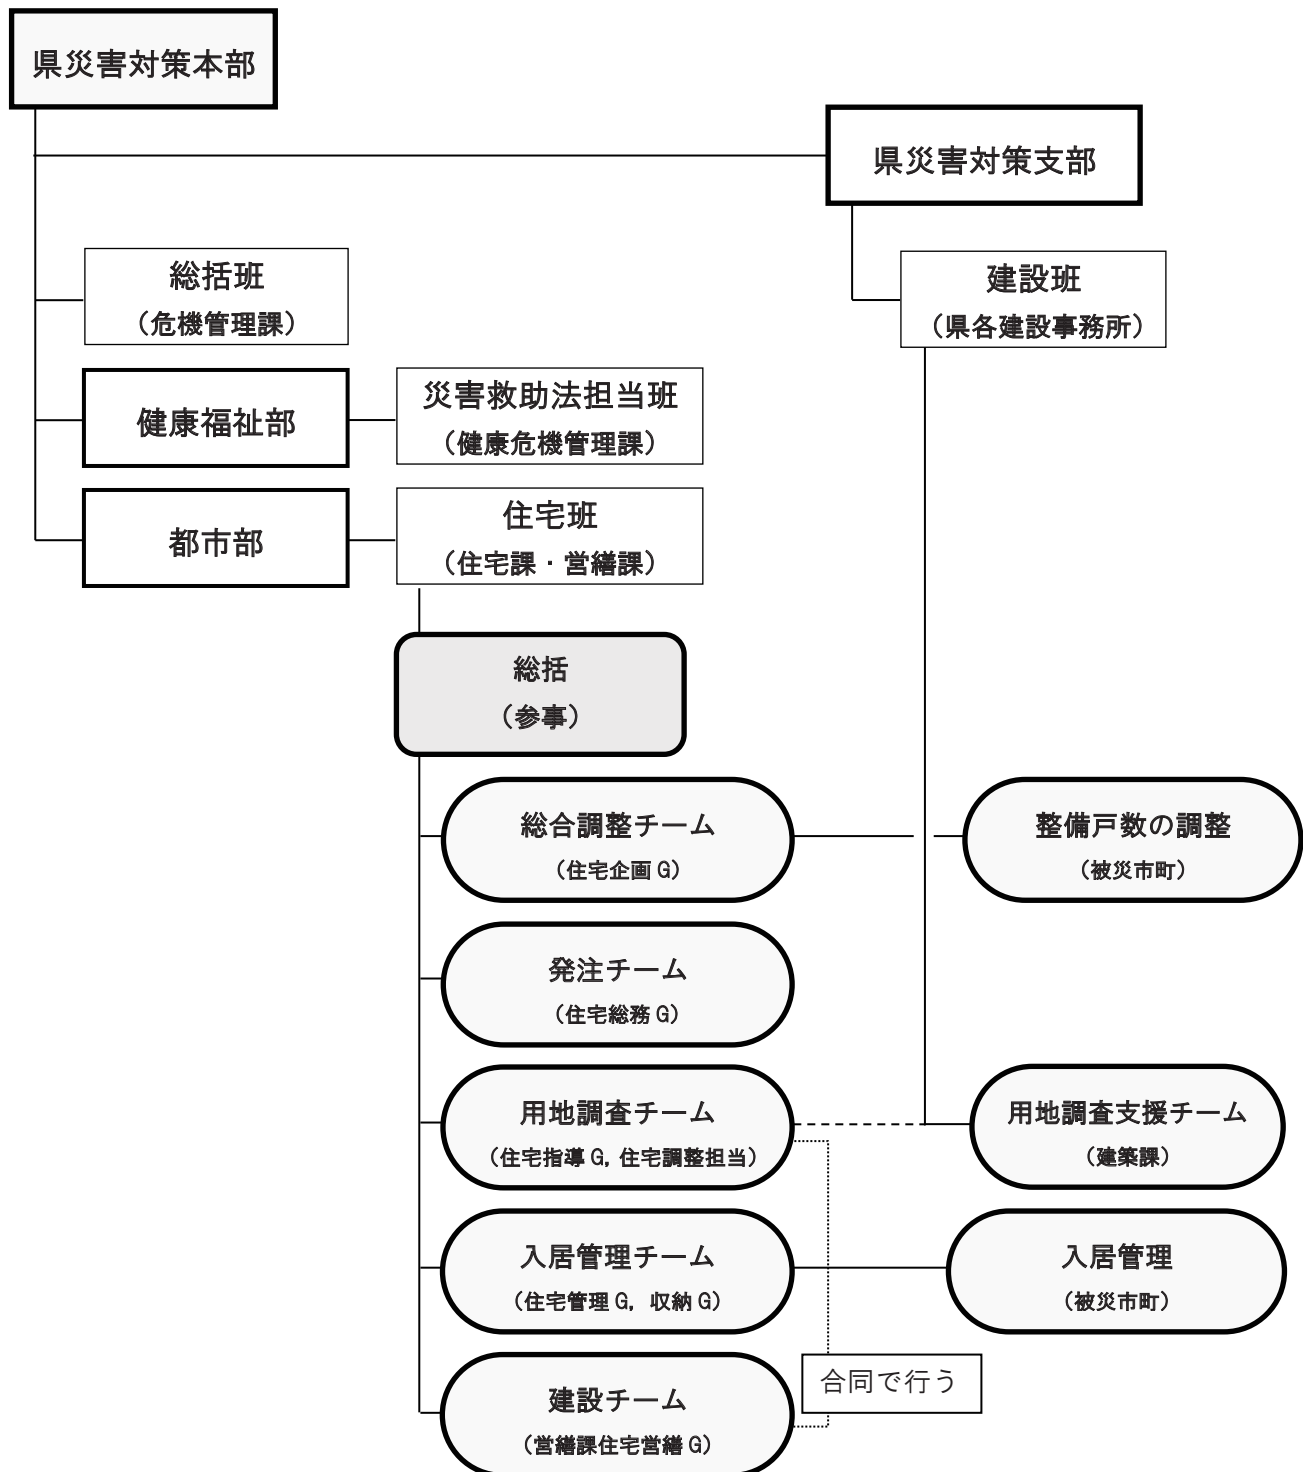 県災害対策本部
県災害対策支部
総括班
（危機管理課）
建設班
（県各建設事務所）
健康福祉部
災害救助法担当班
（健康危機管理課）
都市部
住宅班
（住宅課・営繕課）
総括
（参事）
総合調整チーム
（住宅企画 G）
整備戸数の調整
（被災市町）
発注チーム
（住宅総務 G）
用地調査チーム
（住宅指導 G，住宅調整担当）
用地調査支援チーム
（建築課）
入居管理チーム
（住宅管理 G，収納 G）
入居管理
（被災市町）
合同で行う
建設チーム
（営繕課住宅営繕 G）